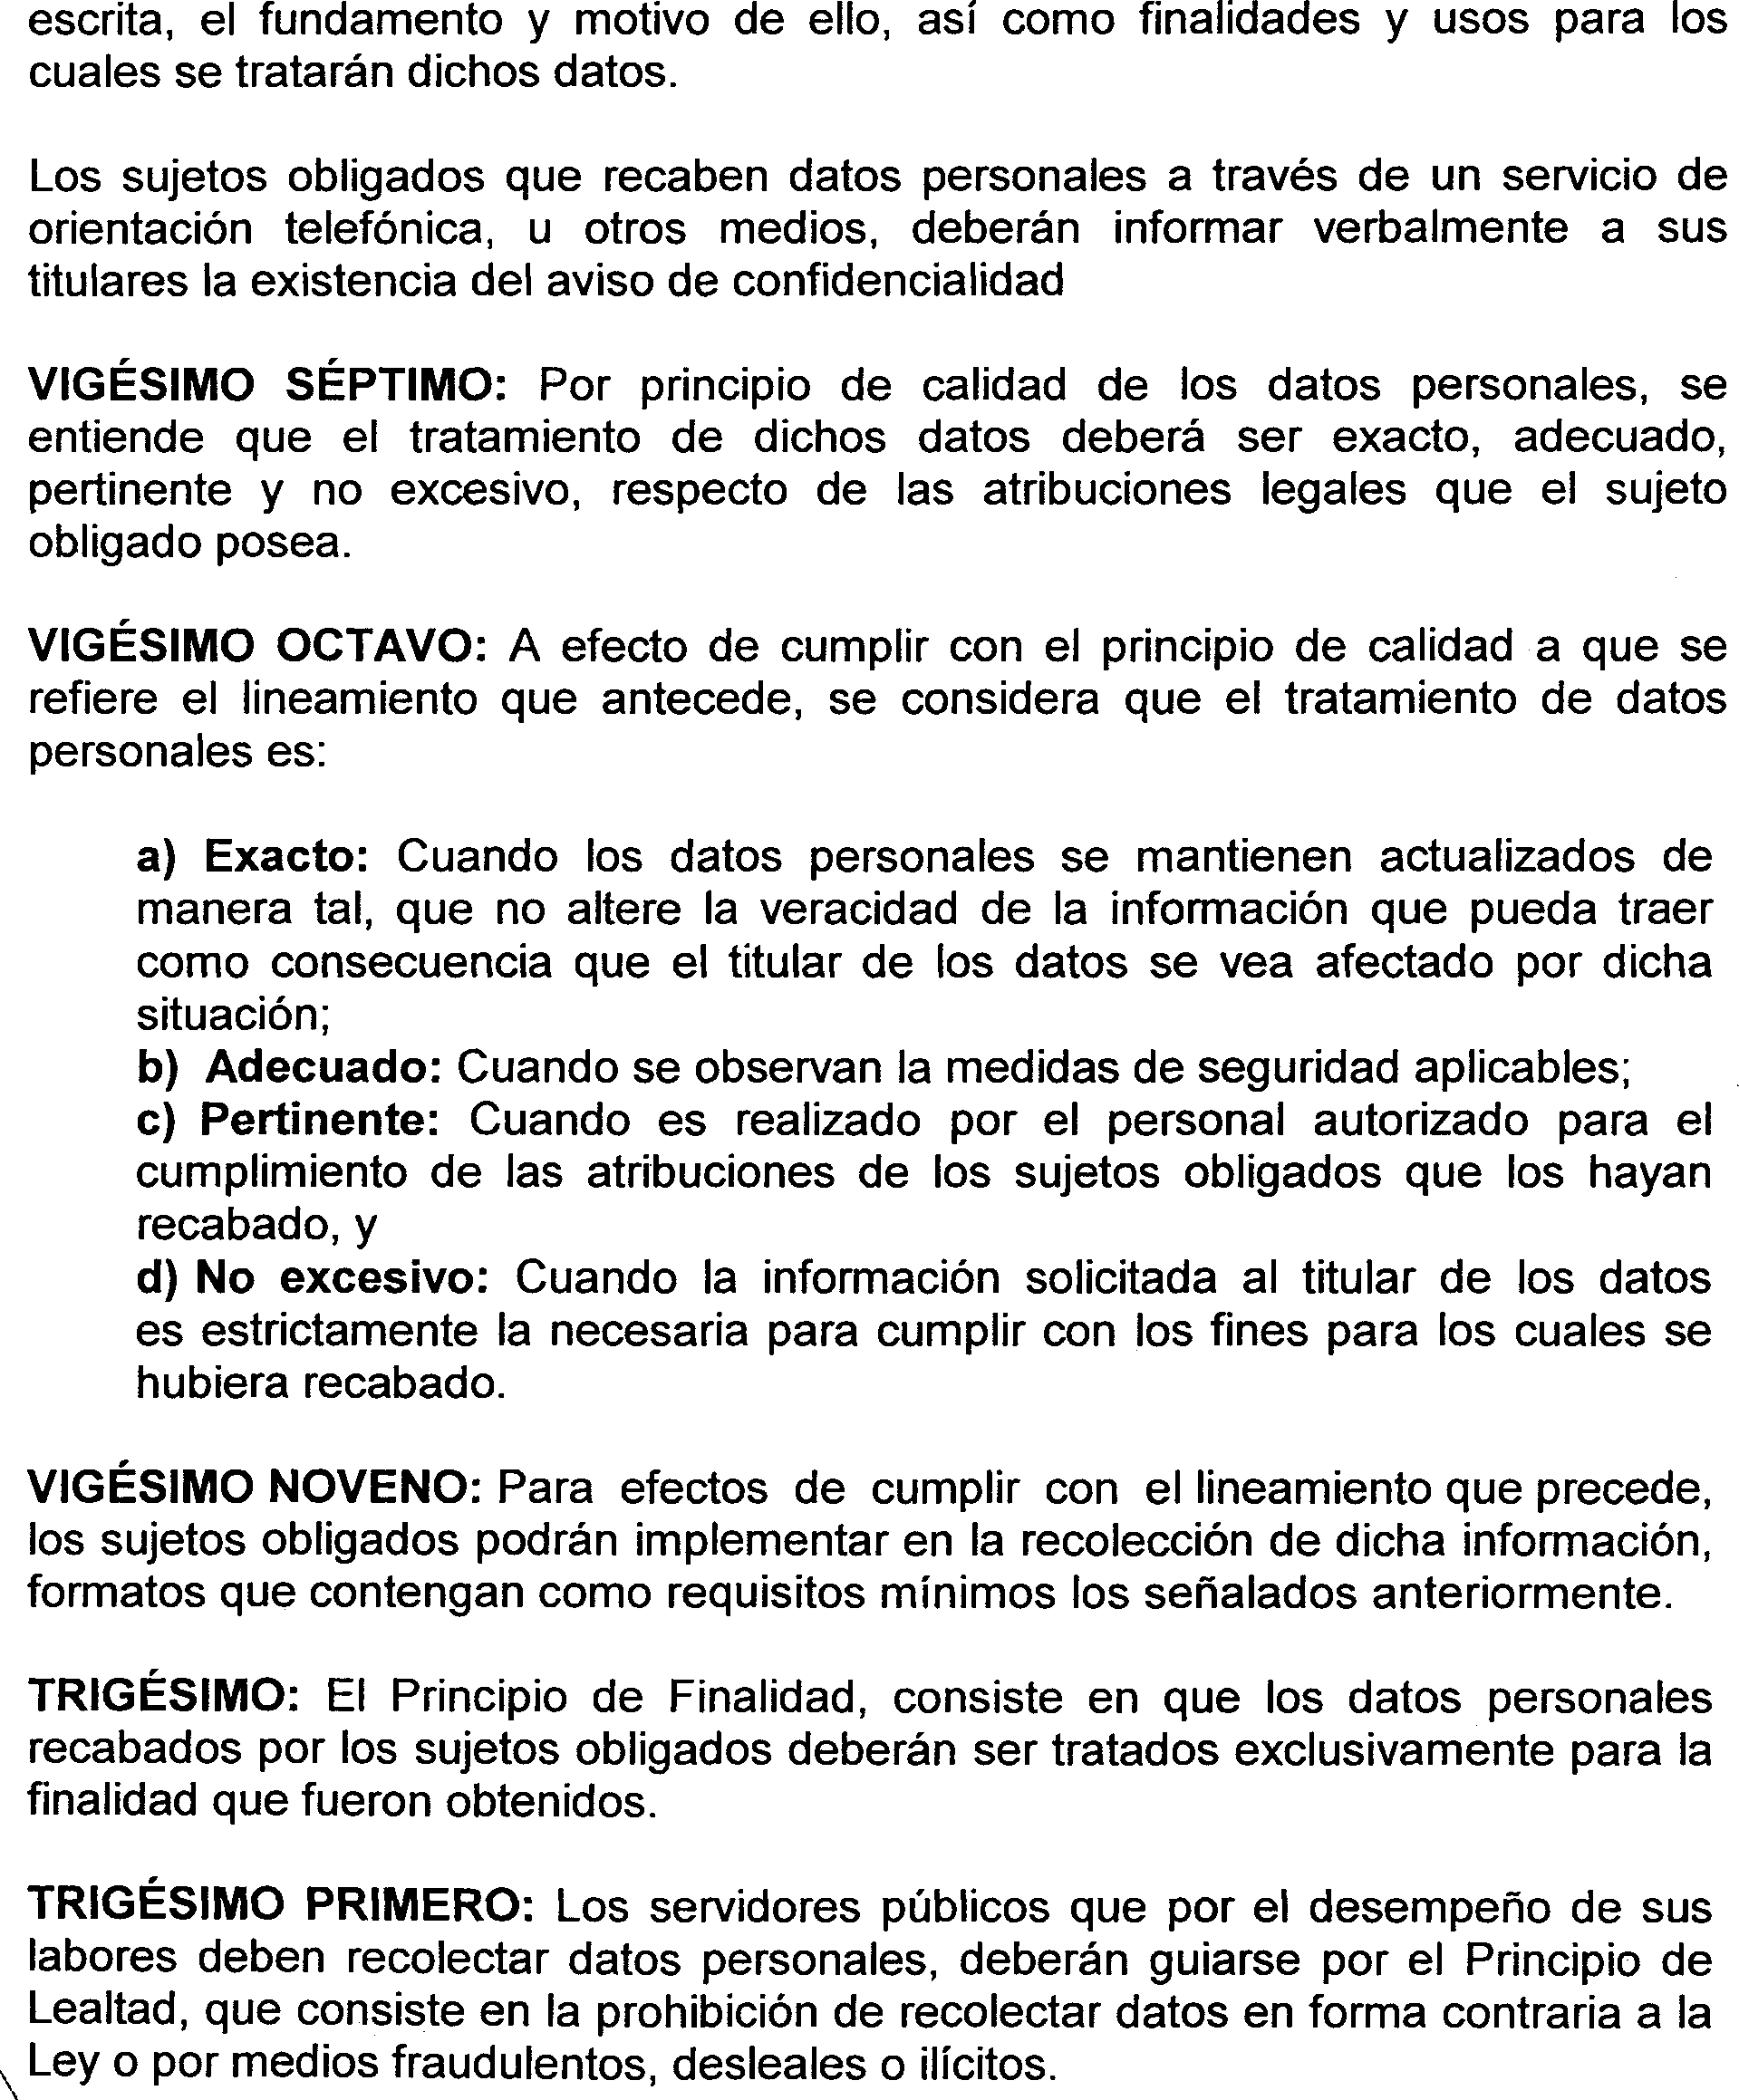 escrita, el fundamento y motivo de ello, así como finalidades y usos para los
cuales se tratarán dichos datos.
Los sujetos obligados que recaben datos personales a través de un servicio de
orientación telefónica, u otros medios, deberán informar verbalmente a sus
titulares la existencia del aviso de confidencialidad
VIGÉSIMO SÉPTIMO: Por principio de calidad de los datos personales, se
entiende que el tratamiento de dichos datos deberá ser exacto, adecuado,
pertinente y no excesivo, respecto de las atribuciones legales que el sujeto
obligado posea.
VIGÉSIMO OCTAVO: A efecto de cumplir con el principio de calidad a que se
refiere el lineamiento que antecede, se considera que el tratamiento de datos
personales es:
a) Exacto: Cuando los datos personales se mantienen actualizados de
manera tal, que no altere la veracidad de la información que pueda traer
como consecuencia que el titular de los datos se vea afectado por dicha
situación;
b) Adecuado: Cuando se observan la medidas de seguridad aplicables;
c) Pertinente: Cuando es realizado por el personal autorizado para el
cumplimiento de las atribuciones de los sujetos obligados que los hayan
recabado, y
d) No excesivo: Cuando la información solicitada al titular de los datos
es estrictamente la necesaria para cumplir con los fines para los cuales se
hubiera recabado.
VIGÉSIMO NOVENO: Para efectos de cumplir con el lineamiento que precede,
los sujetos obligados podrán implementar en la recolección de dicha información,
formatos que contengan como requisitos mínimos los señalados anteriormente.
TRIGÉSIMO: El Principio de Finalidad, consiste en que los datos personales
recabados por los sujetos obligados deberán ser tratados exclusivamente para la
finalidad que fueron obtenidos.
TRIGÉSIMO PRIMERO: Los servidores públicos que por el desempeño de sus
labores deben recolectar datos personales, deberán guiarse por el Principio de
Lealtad, que consiste en la prohibición de recolectar datos en forma contraria a la
Ley o por medios fraudulentos, desleales o ilícitos.